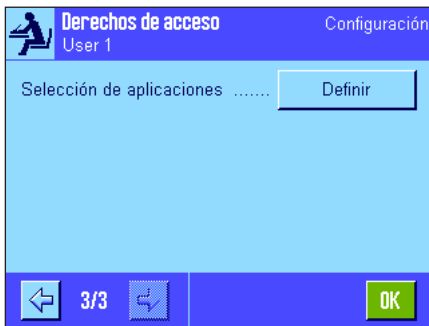 Derechos de acceso Configuración
User 1
Selección de aplicaciones ....... Definir
3/3 OK